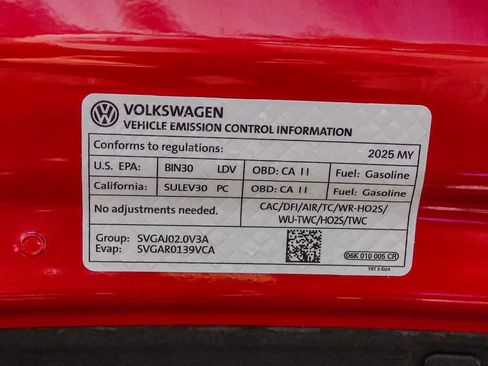 VOLKSWAGEN
VEHICLE EMISSION CONTROL INFORMATION
Conforms to regulations: 2025 MY
U.S. EPA: BIN30 LDV OBD: CA II Fuel: Gasoline
California: SULEV30 PC OBD: CA II Fuel: Gasoline
No adjustments needed. CAC/DFI/AIR/TC/WR-HO2S/
WU-TWC/HO2S/TWC
Group: SVGAJ02.0V3A
Evap: SVGAR0139VCA
06K 010 005 CR